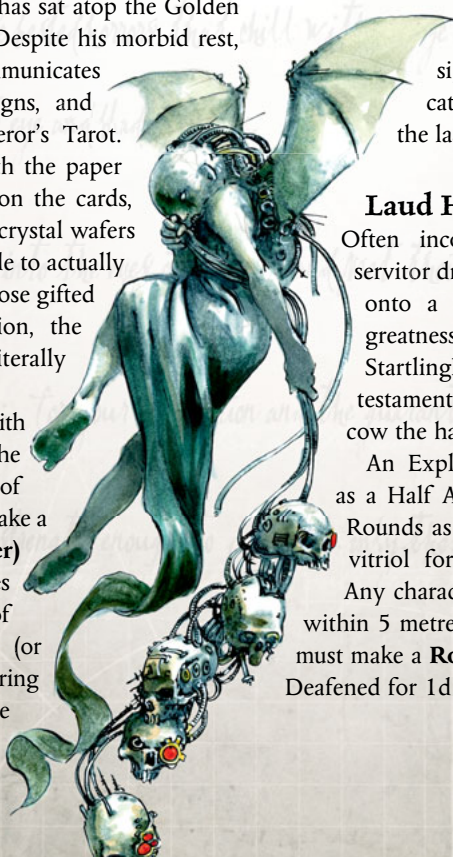 has sat atop the Golden
Despite his morbid rest,
mmunicates
igns, and
eror's Tarot.
h the paper
on the cards,
crystal wafers
le to actually
ose gifted
ion, the
iterally
ith
he
of
ake a
er)
es
of
(or
ring
e
si
cat
the la
Laud H
Often inco
servitor dr
onto a
greatness
Startlingl
testament
cow the ha
An Expl
as a Half A
Rounds as
vitriol for
Any charac
within 5 metre
must make a Ro
Deafened for 1d